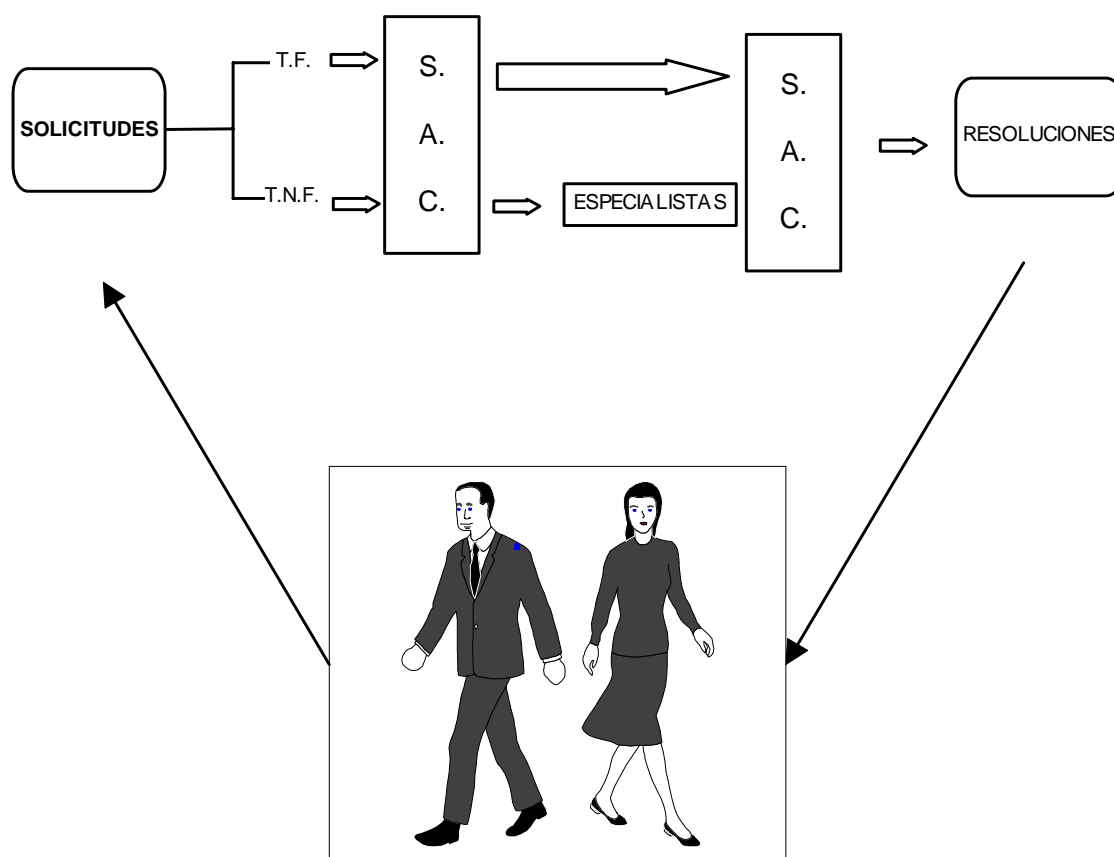 SOLICITUDES
T.F.
T.N.F.
S.
A.
C.
ESPECIALISTAS
S.
A.
C.
RESOLUCIONES